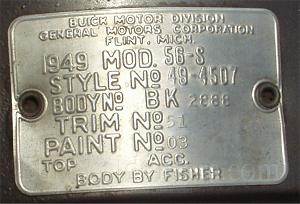 BUICK MOTOR DIVISION
GENERAL MOTORS CORPORATION
FLINT, MICH.
1949 MOD. 56-S
STYLE NO 49-4507
BODY NO BK 2888
TRIM NO 51
PAINT NO 03
TOP ACC.
BODY BY FISHER